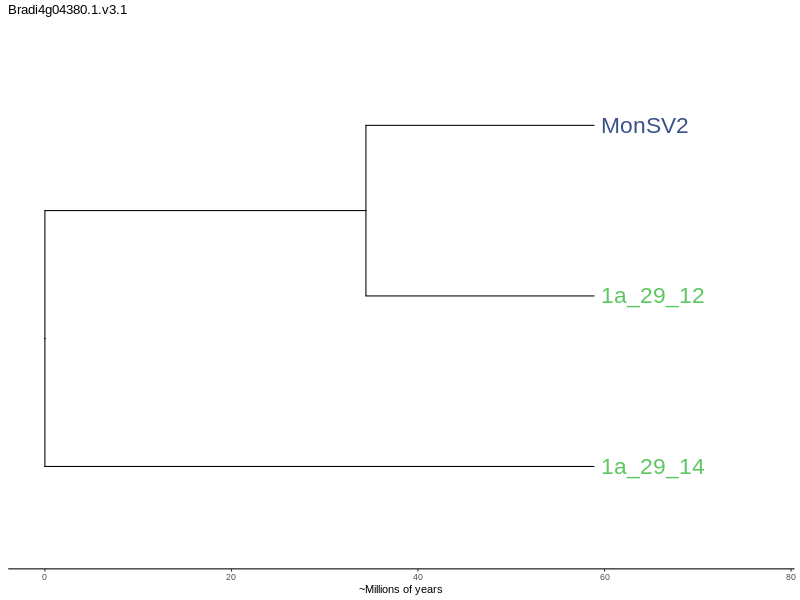 Bradi4g04380.1.v3.1
MonSV2
1a_29_12
1a_29_14
0 20 40 60 80
~Millions of years